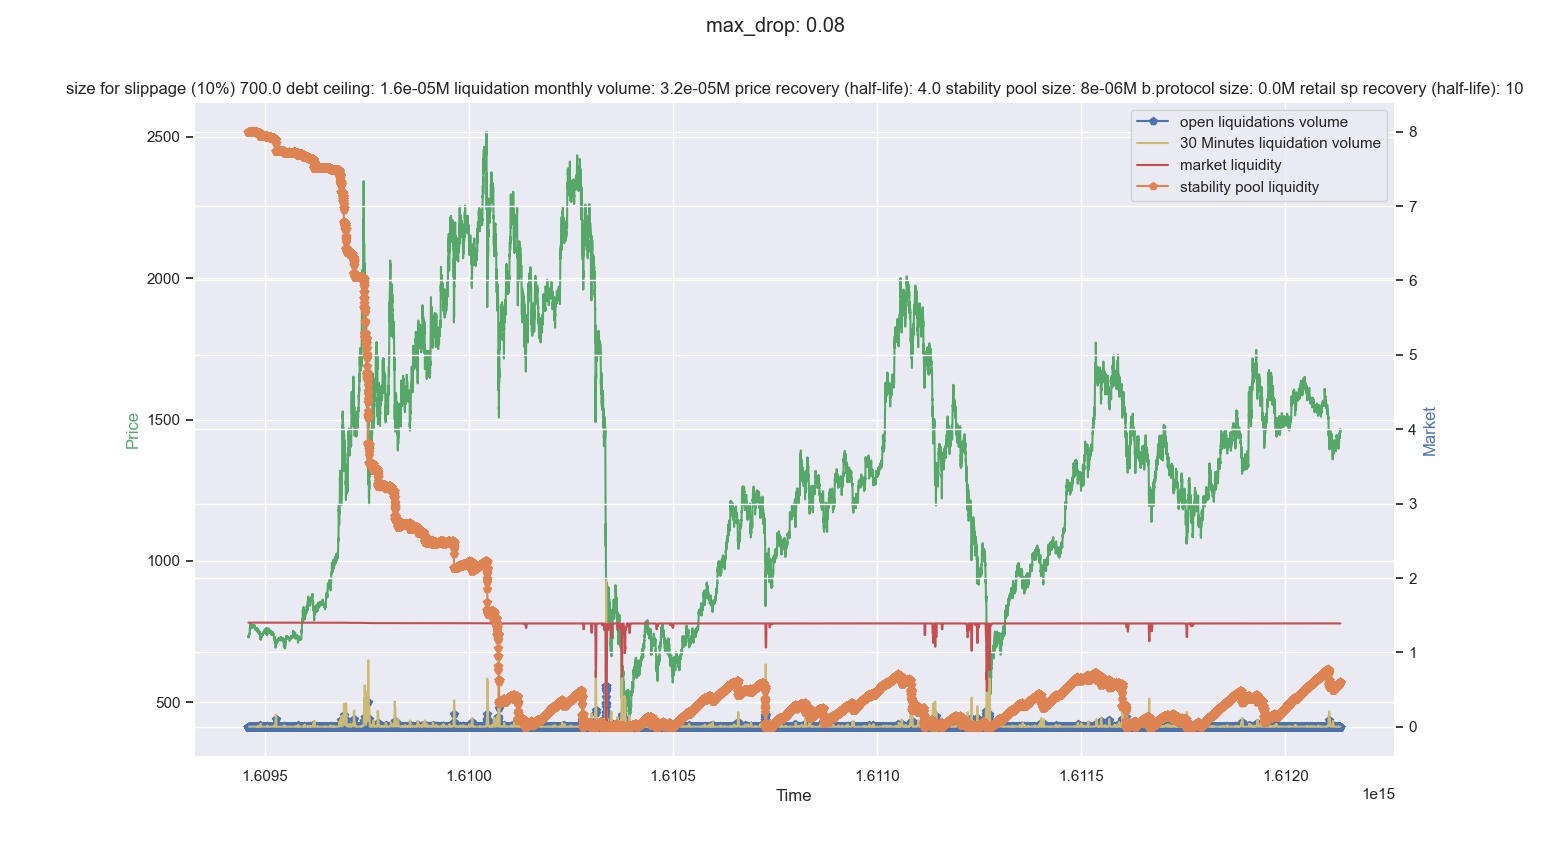 max_drop: 0.08
size for slippage (10%) 700.0 debt ceiling: 1.6e-05M liquidation monthly volume: 3.2e-05M price recovery (half-life): 4.0 stability pool size: 8e-06M b.protocol size: 0.0M retail sp recovery (half-life): 10
open liquidations volume
30 Minutes liquidation volume
market liquidity
stability pool liquidity
2500
2000
1500
1000
500
Price
8
7
6
5
4
3
2
1
0
Market
1.6095 1.6100 1.6105 1.6110 1.6115 1.6120
1e15
Time